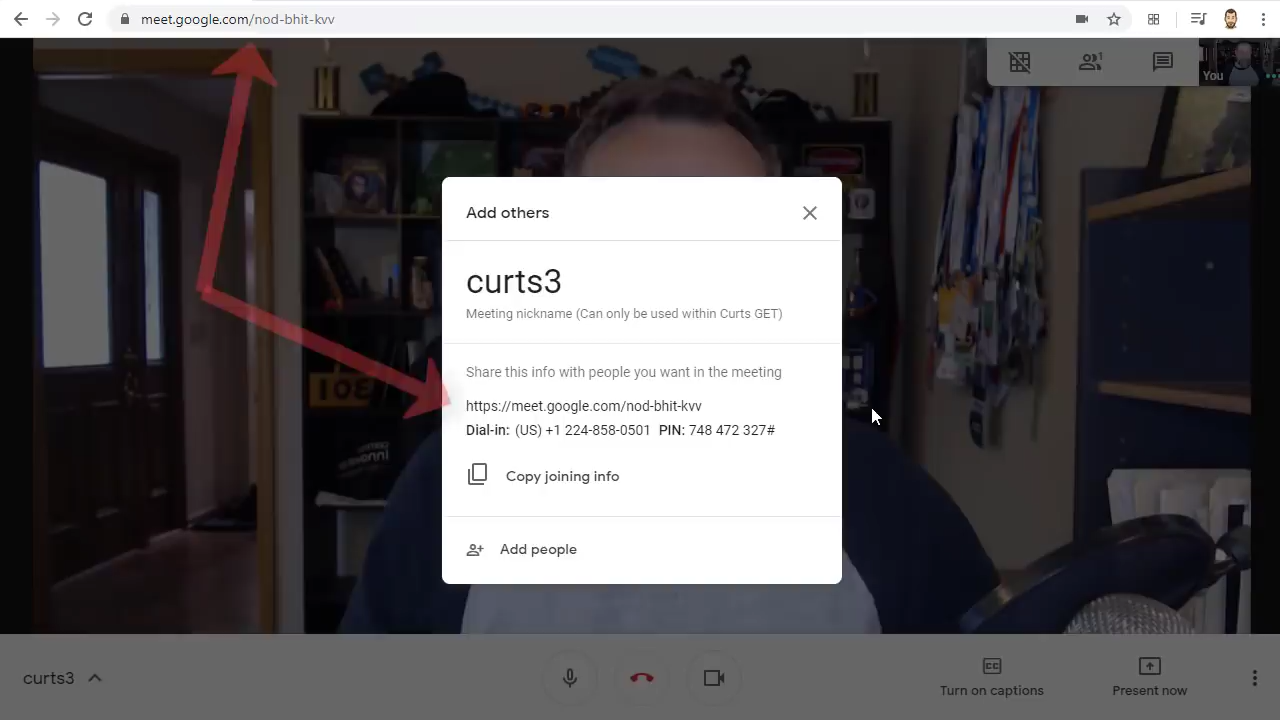 meet.google.com/nod-bhit-kvv
1
You
Add others
curts3
Meeting nickname (Can only be used within Curts GET)
Share this info with people you want in the meeting
https://meet.google.com/nod-bhit-kvv
Dial-in: (US) +1 224-858-0501 PIN: 748 472 327#
Copy joining info
Add people
curts3
CC
Turn on captions
Present now